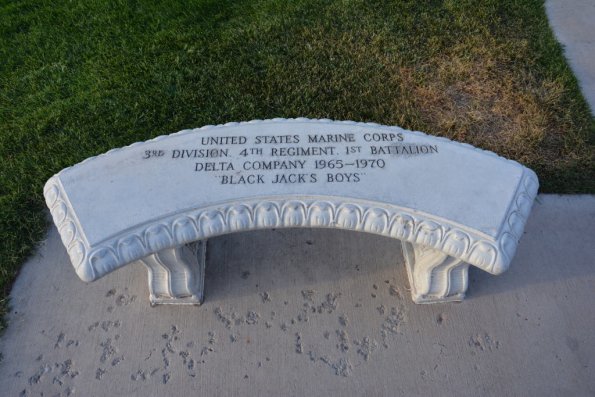 UNITED STATES MARINE CORPS
3RD DIVISION, 4TH REGIMENT, 1ST BATTALION
DELTA COMPANY 1965-1970
"BLACK JACK'S BOYS"